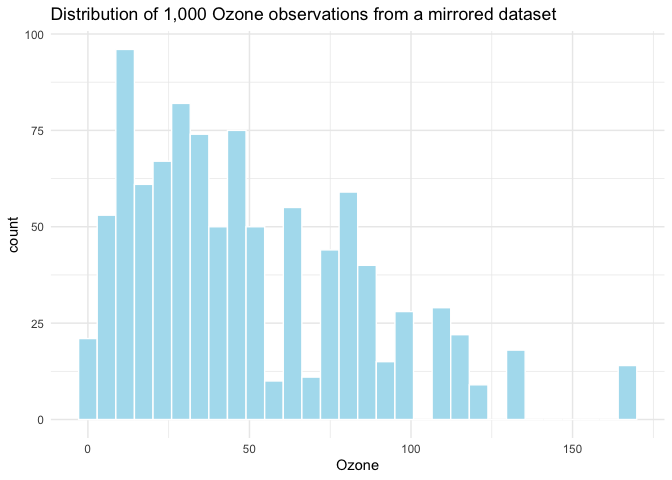 Distribution of 1,000 Ozone observations from a mirrored dataset
100
75
50
25
0
count
0 50 100 150
Ozone